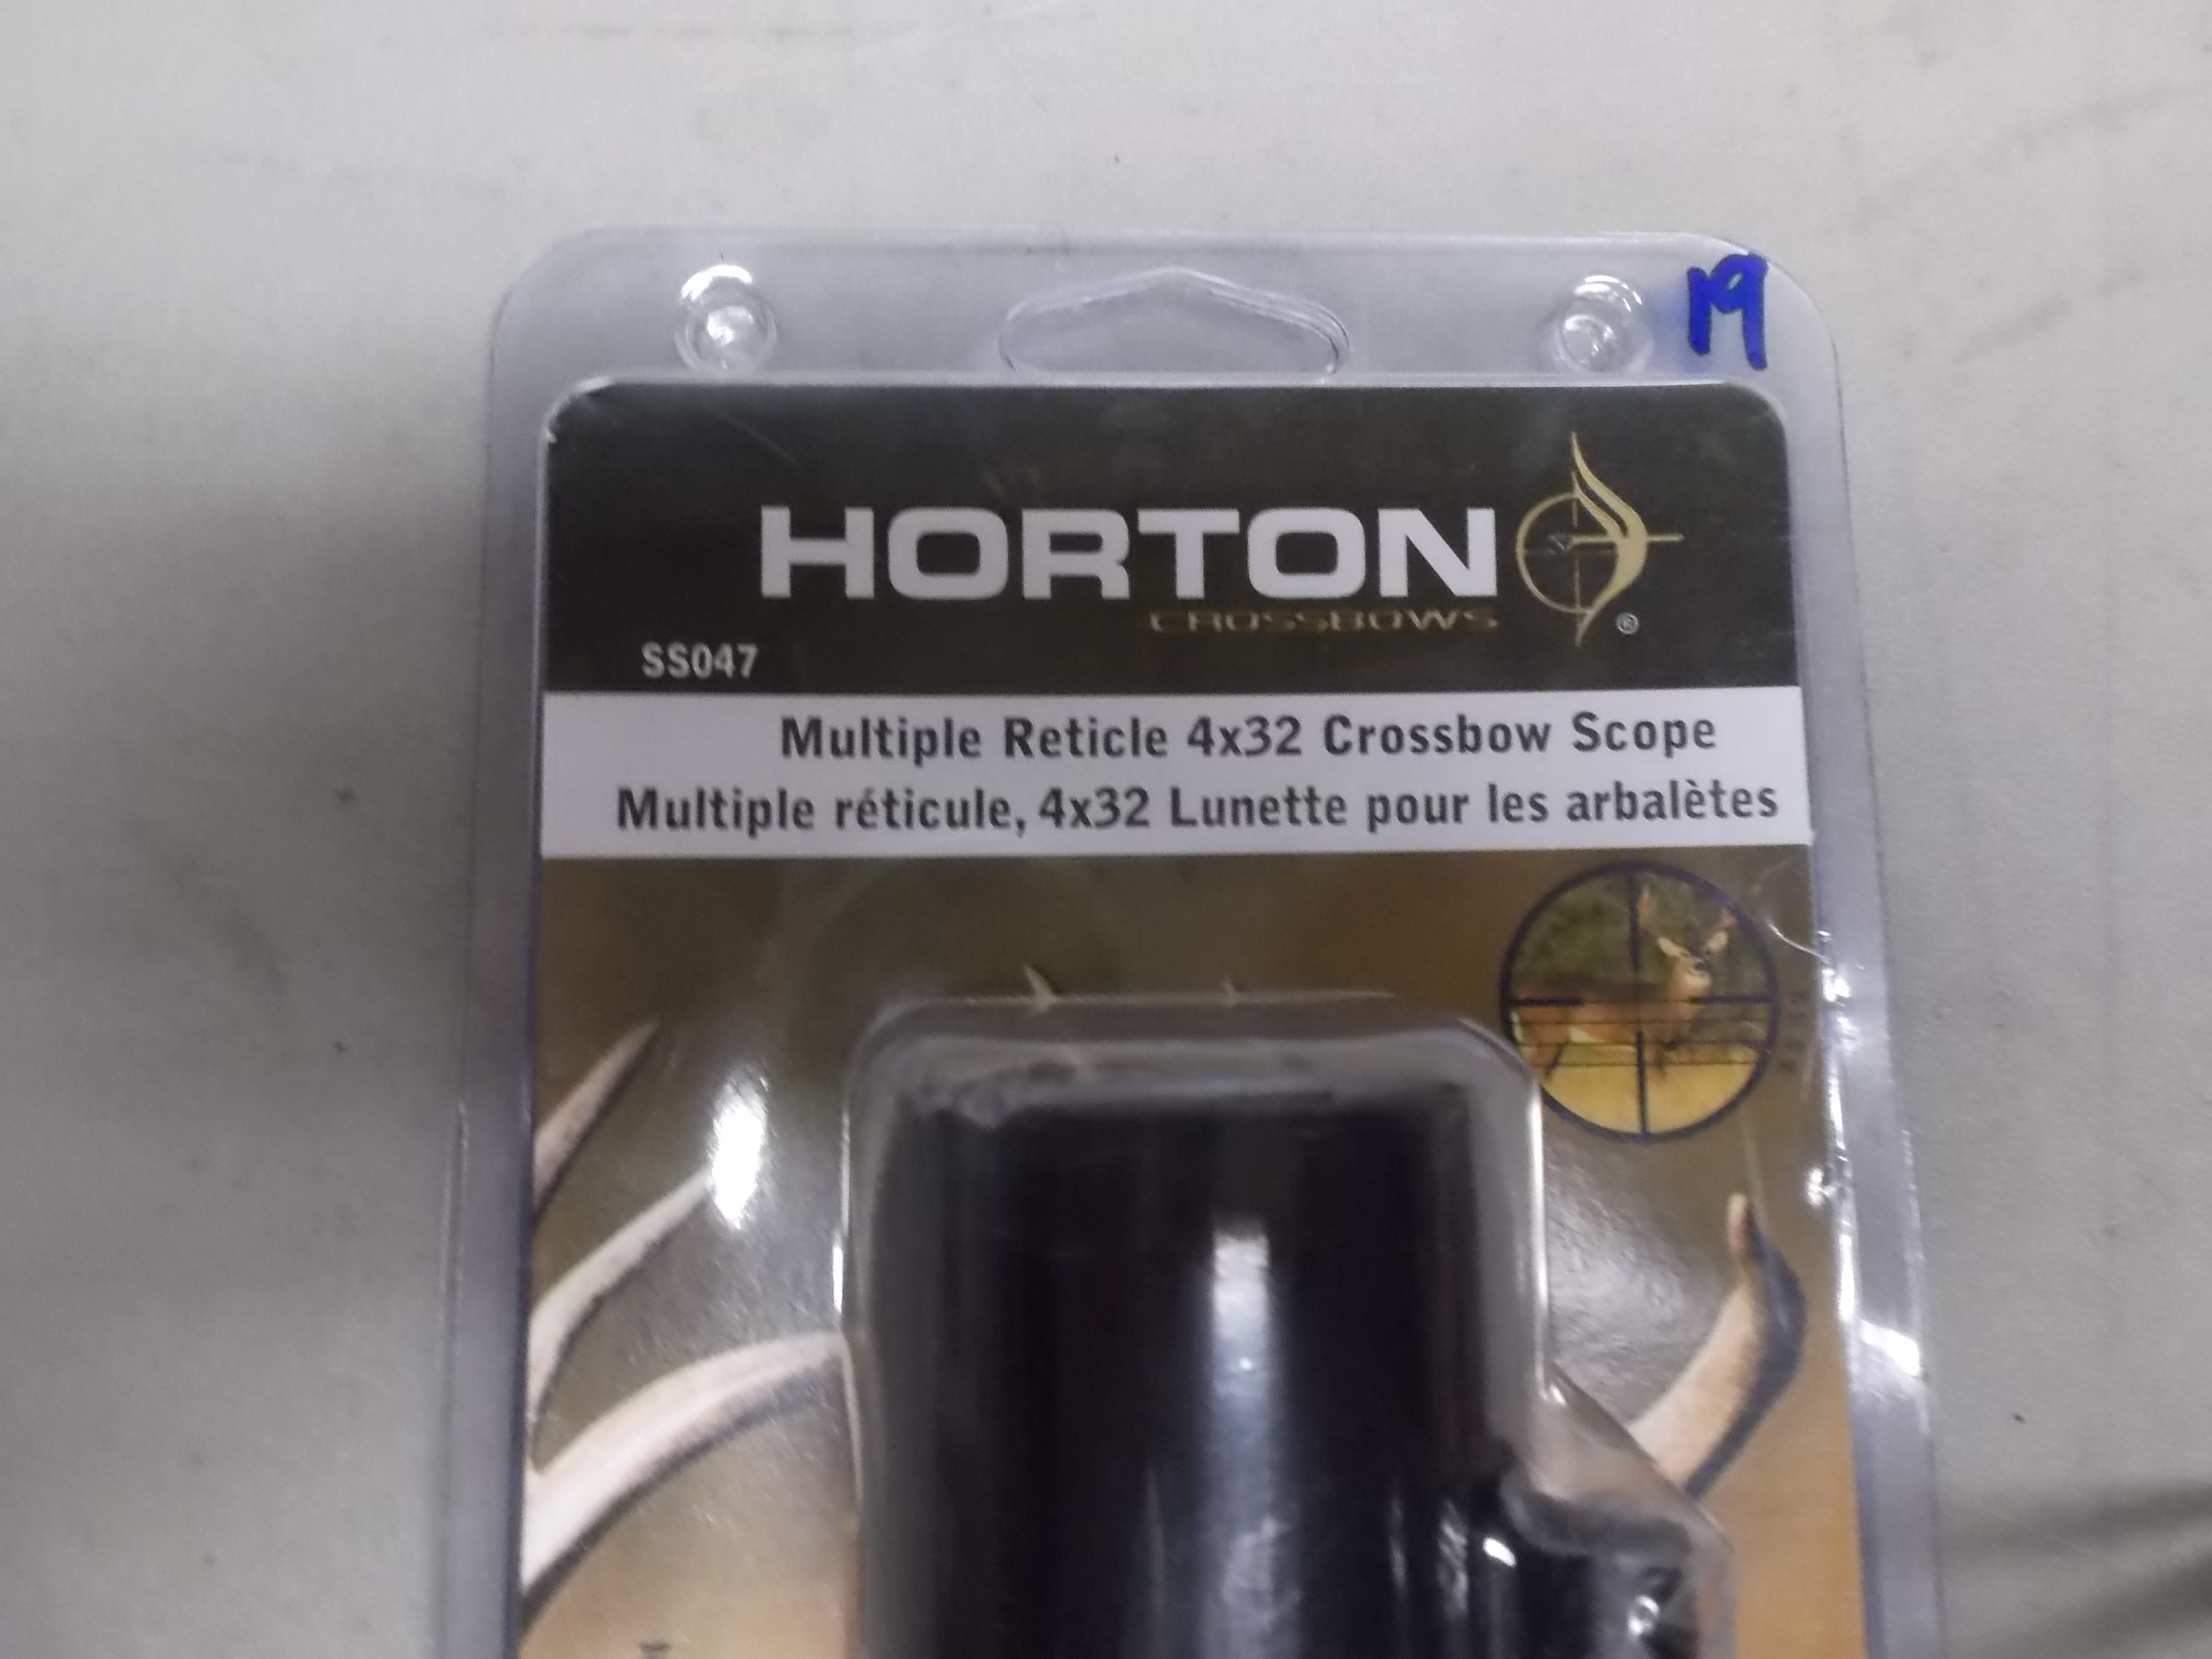 19
HORTON
CROSSBOWS
®
SS047
Multiple Reticle 4x32 Crossbow Scope
Multiple réticule, 4x32 Lunette pour les arbalètes